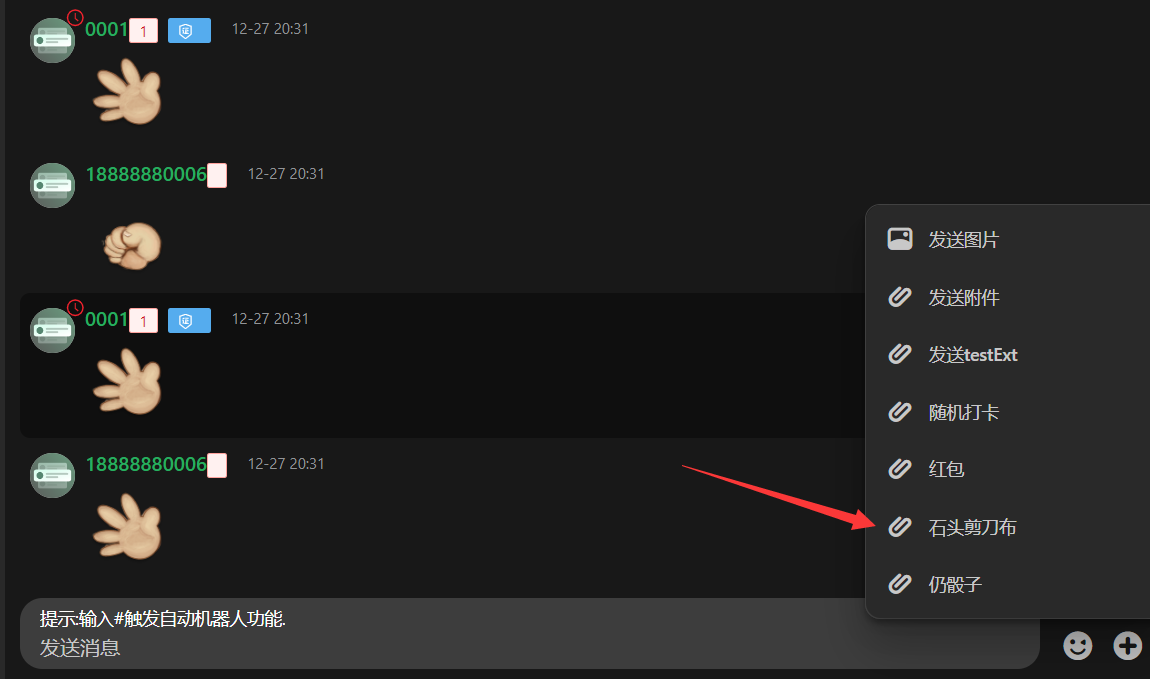 0001 1 证 12-27 20:31
18888880006 12-27 20:31
0001 1 证 12-27 20:31
18888880006 12-27 20:31
发送图片
发送附件
发送testExt
随机打卡
红包
石头剪刀布
仍骰子
提示:输入#触发自动机器人功能.
发送消息